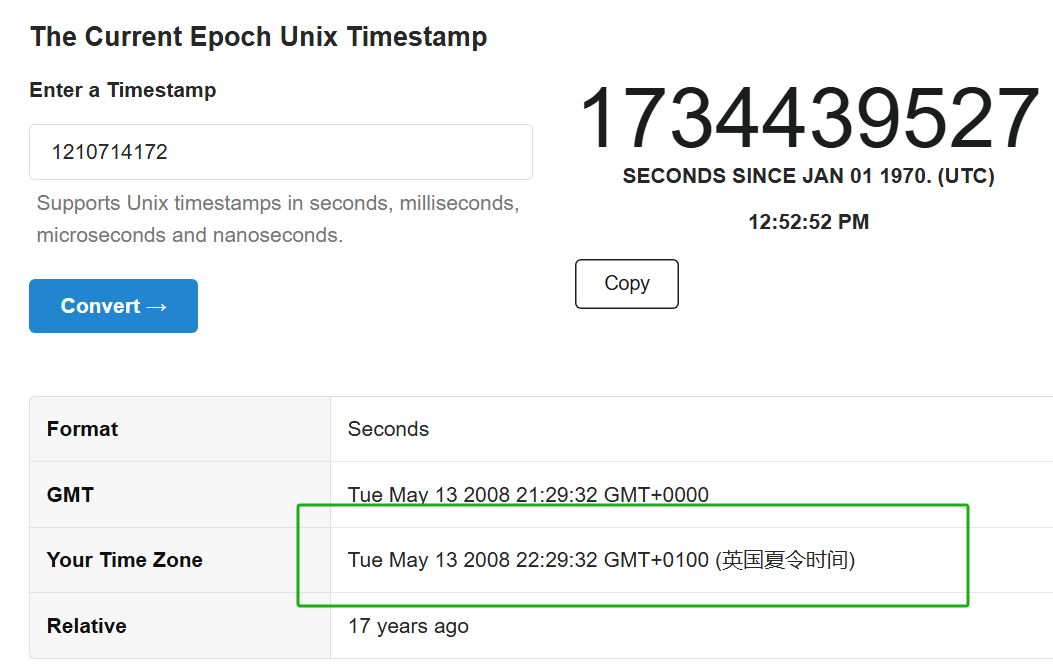 The Current Epoch Unix Timestamp
Enter a Timestamp
1210714172
Supports Unix timestamps in seconds, milliseconds,
microseconds and nanoseconds.
Convert →
1734439527
SECONDS SINCE JAN 01 1970. (UTC)
12:52:52 PM
Copy
Format Seconds
GMT Tue May 13 2008 21:29:32 GMT+0000
Your Time Zone Tue May 13 2008 22:29:32 GMT+0100 (英国夏令时间)
Relative 17 years ago